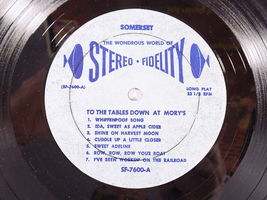 SOMERSET
THE WONDROUS WORLD OF
STEREO - FIDELITY
(SF-7600-A)
LONG PLAY
33 1/3 RPM
TO THE TABLES DOWN AT MORY'S
1. WHIFFENPOOF SONG
2. IDA, SWEET AS APPLE CIDER
3. SHINE ON HARVEST MOON
4. CUDDLE UP A LITTLE CLOSER
5. SWEET ADELINE
6. ROW, ROW, ROW YOUR BOAT
7. I'VE BEEN WORKIN' ON THE RAILROAD
SF-7600-A